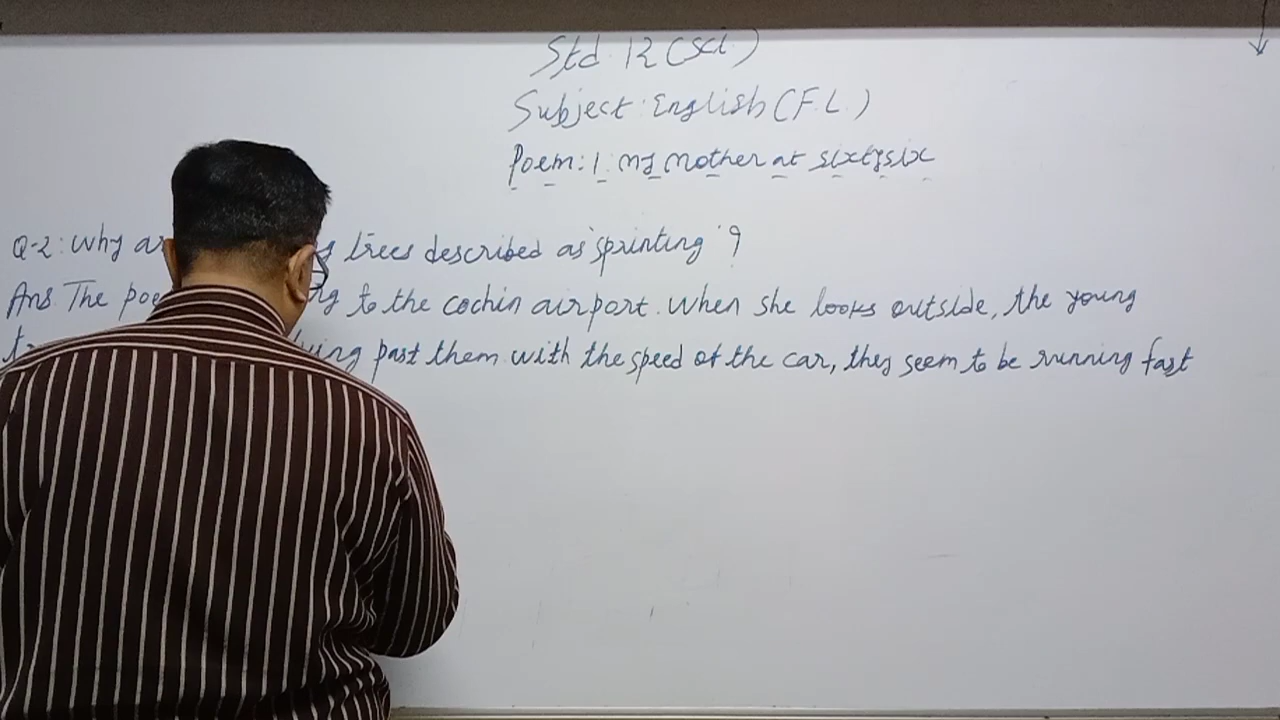 Std. 12 (Sci.)
Subject: English (F.L.)
Poem: 1. My Mother at sixtysix
Q-2: Why trees described as 'sprinting'?
Ans The to the cochin airport. When she looks outside, the young
past them with the speed of the car, they seem to be running fast